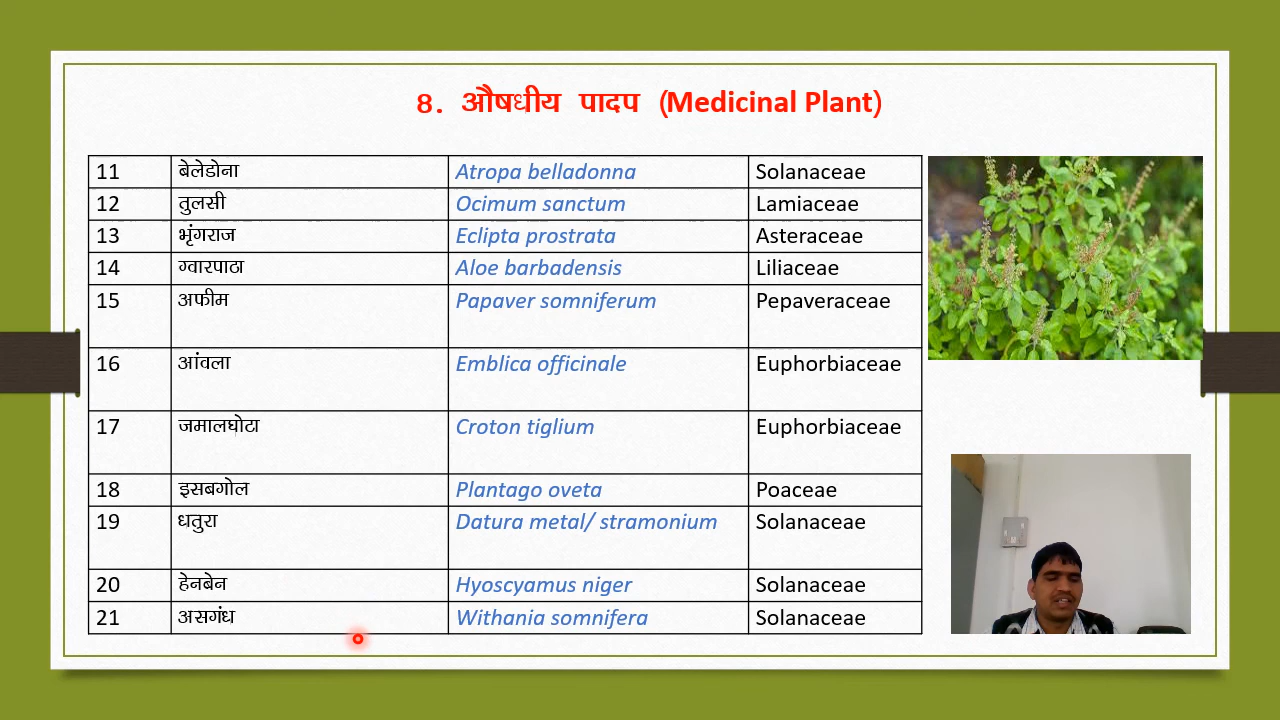 8. औषधीय पादप (Medicinal Plant)
11 बेलेडोना Atropa belladonna Solanaceae
12 तुलसी Ocimum sanctum Lamiaceae
13 भृंगराज Eclipta prostrata Asteraceae
14 ग्वारपाठा Aloe barbadensis Liliaceae
15 अफीम Papaver somniferum Pepaveraceae
16 आंवला Emblica officinale Euphorbiaceae
17 जमालघोटा Croton tiglium Euphorbiaceae
18 इसबगोल Plantago oveta Poaceae
19 धतुरा Datura metal/ stramonium Solanaceae
20 हेनबेन Hyoscyamus niger Solanaceae
21 असगंध Withania somnifera Solanaceae